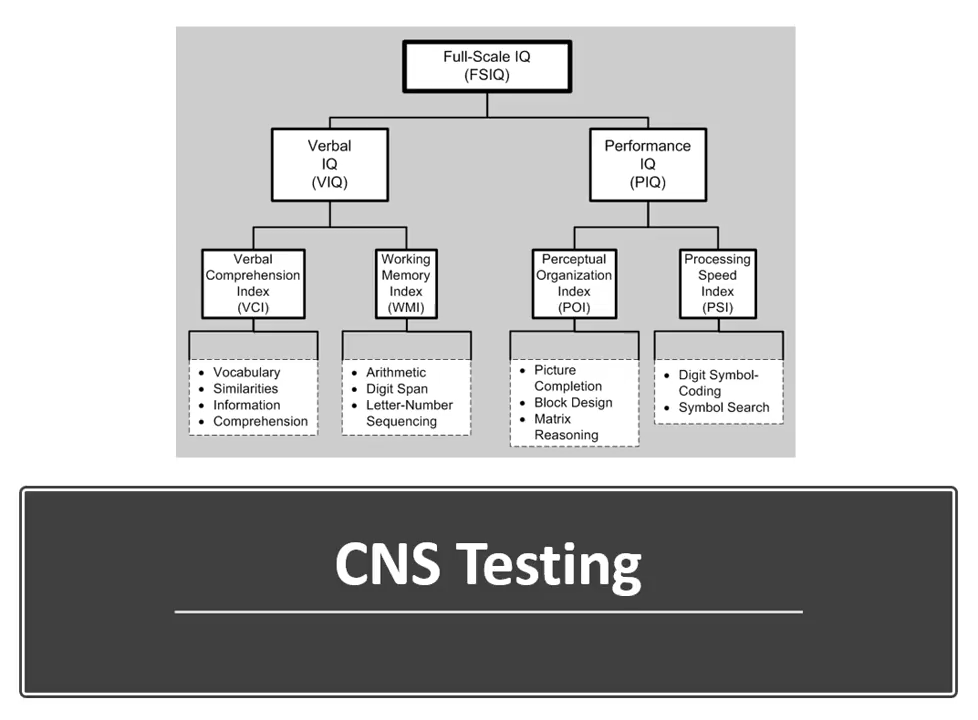 Full-Scale IQ
(FSIQ)
Verbal
IQ
(VIQ)
Performance
IQ
(PIQ)
Verbal
Comprehension
Index
(VCI)
Working
Memory
Index
(WMI)
Perceptual
Organization
Index
(POI)
Processing
Speed
Index
(PSI)
• Vocabulary
• Similarities
• Information
• Comprehension
• Arithmetic
• Digit Span
• Letter-Number
Sequencing
• Picture
Completion
• Block Design
• Matrix
Reasoning
• Digit Symbol-
Coding
• Symbol Search
CNS Testing